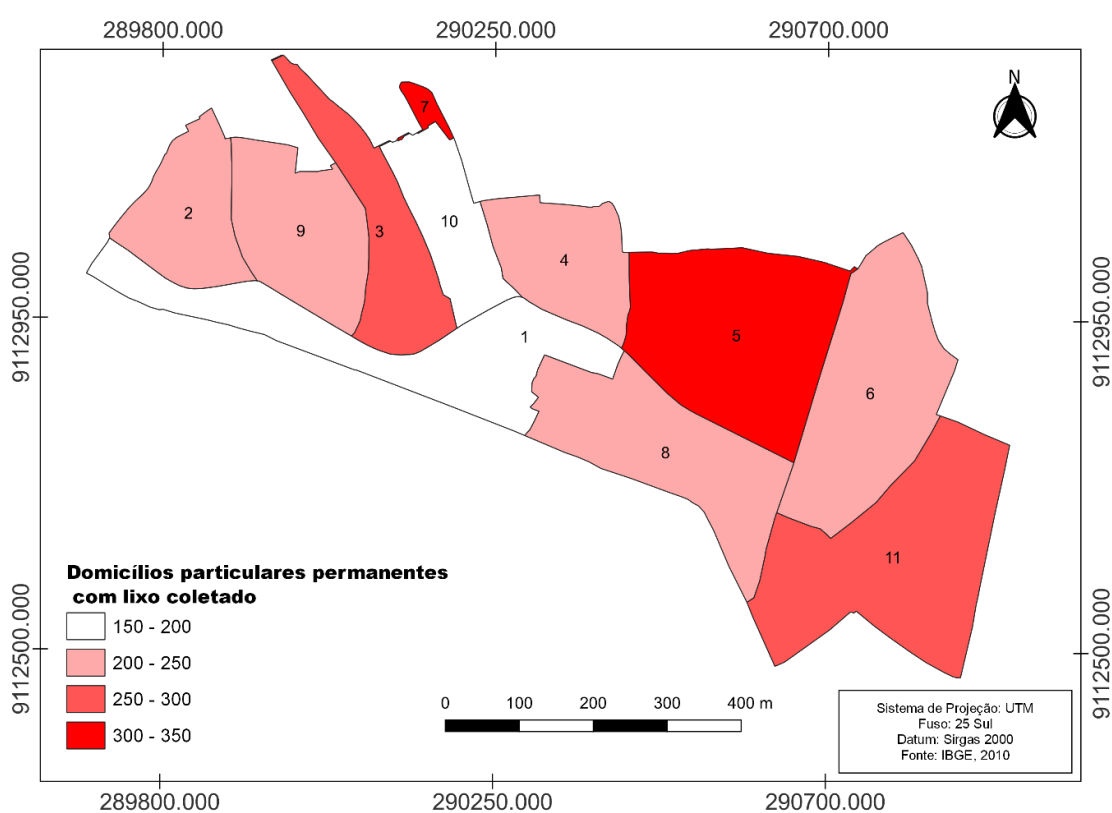 289800.000 290250.000 290700.000
N
7
2
10
9
3
4
9112950.000
9112950.000
1
5
6
8
11
Domicílios particulares permanentes
com lixo coletado
150 - 200
200 - 250
250 - 300
300 - 350
9112500.000
9112500.000
0 100 200 300 400 m
Sistema de Projeção: UTM
Fuso: 25 Sul
Datum: Sirgas 2000
Fonte: IBGE, 2010
289800.000 290250.000 290700.000